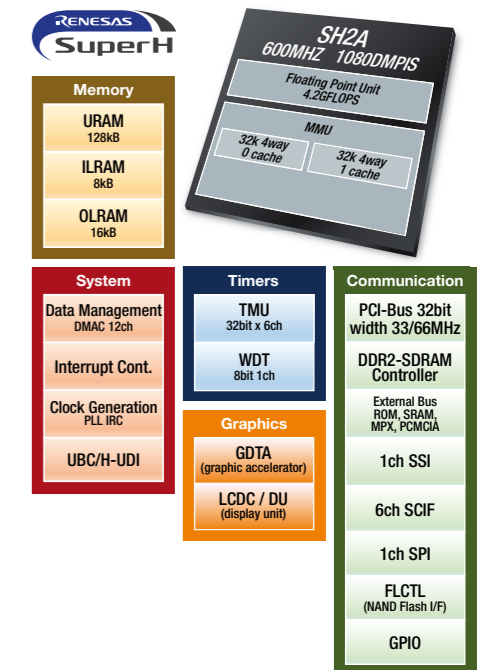 RENESAS
SuperH
SH2A
600MHZ 1080DMPIS
Floating Point Unit
4.2GFLOPS
MMU
32k 4way
0 cache
32k 4way
1 cache
Memory
URAM
128kB
ILRAM
8kB
OLRAM
16kB
System
Data Management
DMAC 12ch
Interrupt Cont.
Clock Generation
PLL IRC
UBC/H-UDI
Timers
TMU
32bit x 6ch
WDT
8bit 1ch
Graphics
GDTA
(graphic accelerator)
LCDC / DU
(display unit)
Communication
PCI-Bus 32bit
width 33/66MHz
DDR2-SDRAM
Controller
External Bus
ROM, SRAM,
MPX, PCMCIA
1ch SSI
6ch SCIF
1ch SPI
FLCTL
(NAND Flash I/F)
GPIO